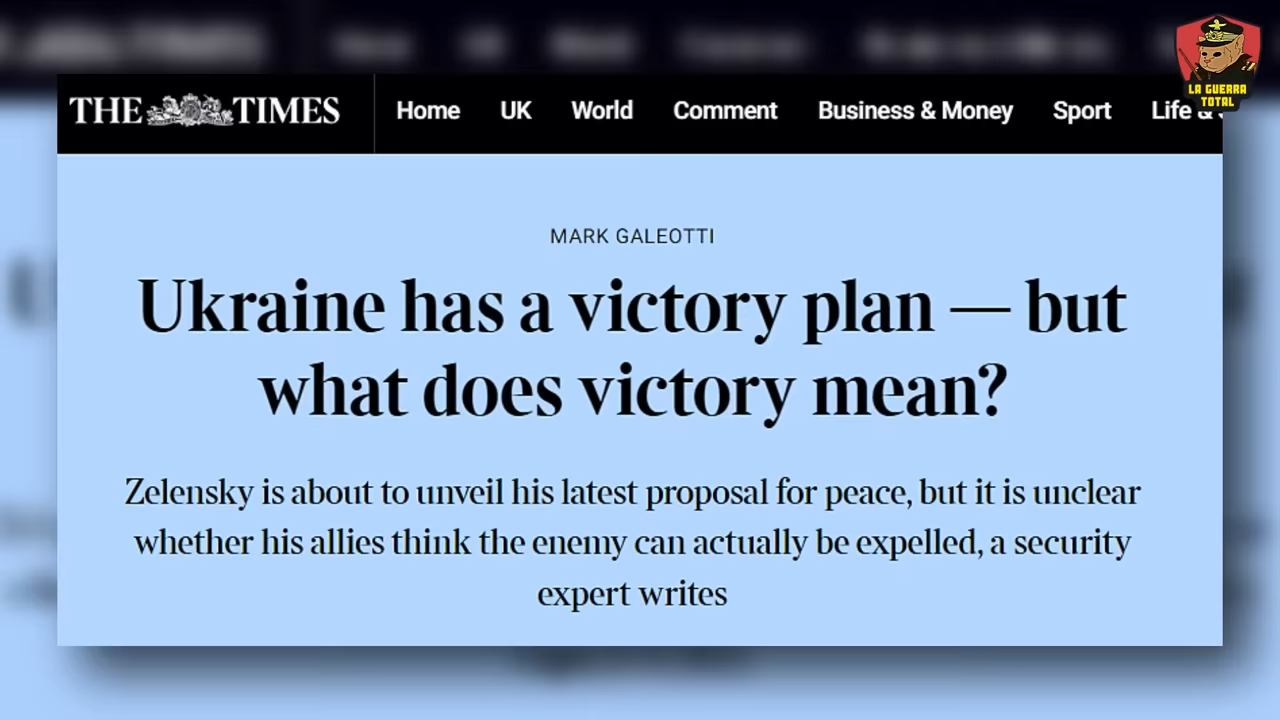 LA GUERRA
TOTAL
THE TIMES
Home UK World Comment Business & Money Sport Life &
MARK GALEOTTI
Ukraine has a victory plan — but
what does victory mean?
Zelensky is about to unveil his latest proposal for peace, but it is unclear
whether his allies think the enemy can actually be expelled, a security
expert writes